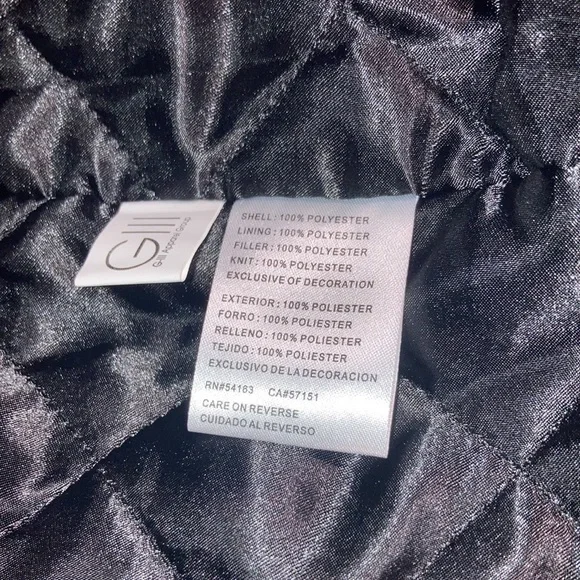 Gill
Gill Apparel Group
SHELL : 100% POLYESTER
LINING : 100% POLYESTER
FILLER : 100% POLYESTER
KNIT : 100% POLYESTER
EXCLUSIVE OF DECORATION
EXTERIOR : 100% POLIESTER
FORRO : 100% POLIESTER
RELLENO : 100% POLIESTER
TEJIDO : 100% POLIESTER
EXCLUSIVO DE LA DECORACION
RN#54163 CA#57151
CARE ON REVERSE
CUIDADO AL REVERSO